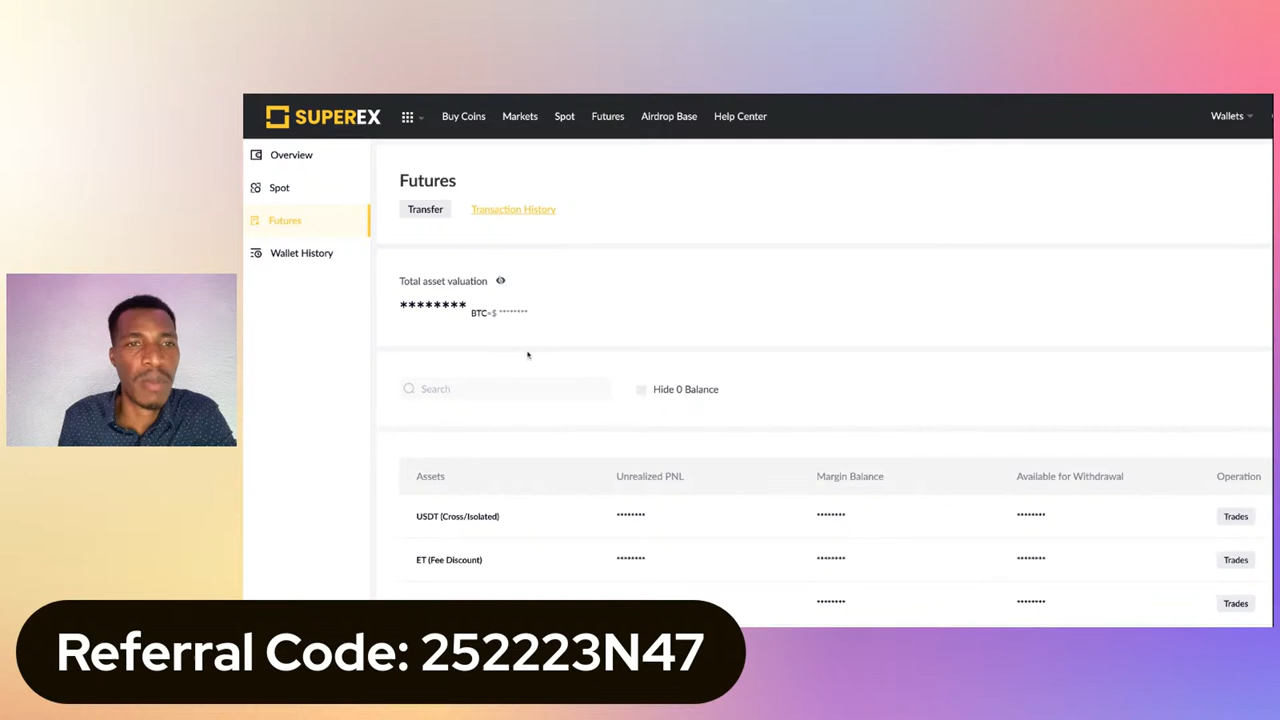 SUPEREX
Buy Coins Markets Spot Futures Airdrop Base Help Center Wallets
Overview
Spot
Futures
Wallet History
Futures
Transfer Transaction History
Total asset valuation
******** BTC≈$ ********
Search Hide 0 Balance
Assets Unrealized PNL Margin Balance Available for Withdrawal Operation
USDT (Cross/Isolated) ******** ******** ******** Trades
ET (Fee Discount) ******** ******** ******** Trades
******** ******** Trades
Referral Code: 252223N47